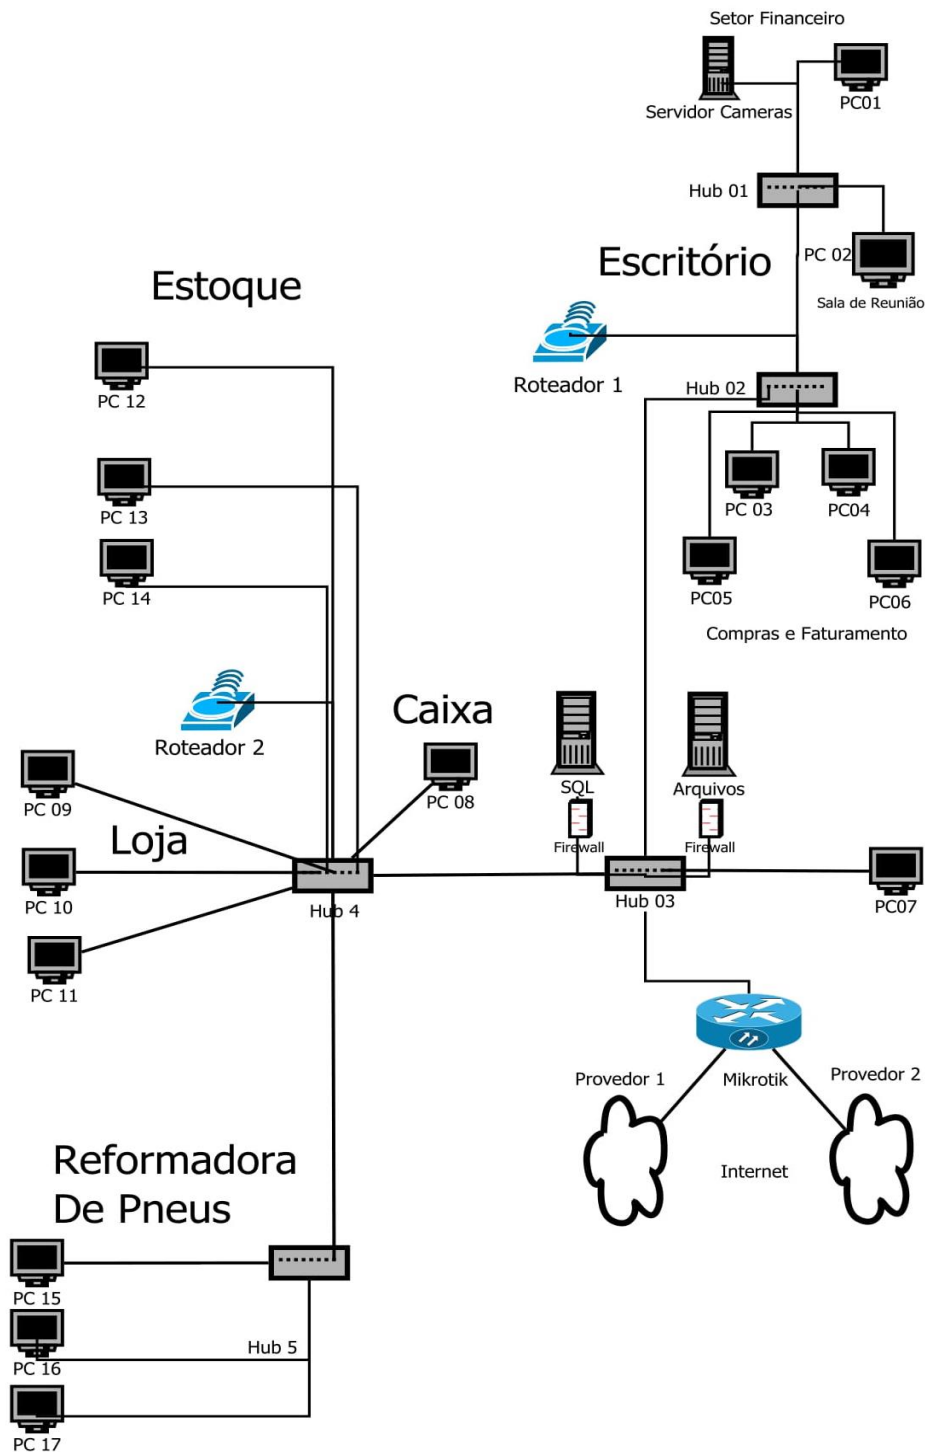 Setor Financeiro
Servidor Cameras
PC01
Hub 01
PC 02
Sala de Reunião
Escritório
Estoque
Roteador 1
Hub 02
PC 12
PC 03
PC04
PC 13
PC 14
PC05
PC06
Compras e Faturamento
Caixa
Roteador 2
PC 08
PC 09
SQL
Arquivos
Firewall
Firewall
Loja
PC 10
Hub 4
Hub 03
PC07
PC 11
Provedor 1
Mikrotik
Provedor 2
Internet
Reformadora
De Pneus
PC 15
Hub 5
PC 16
PC 17